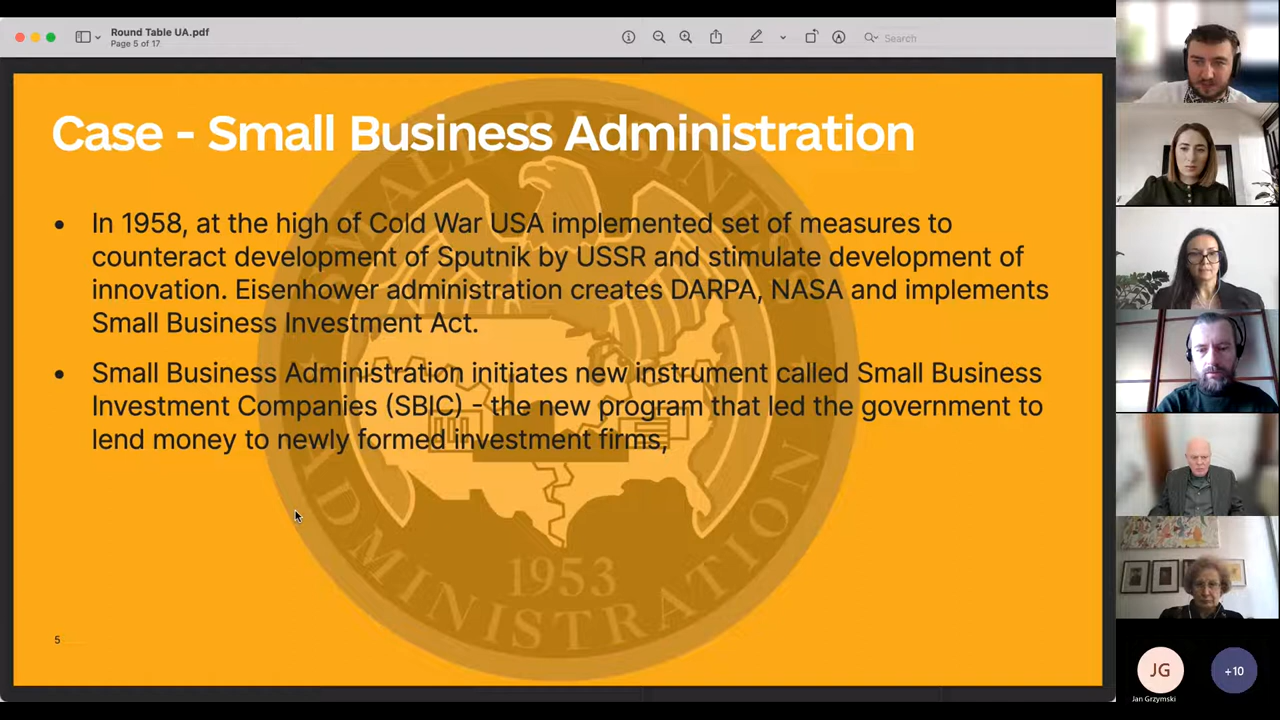 Round Table UA.pdf
Page 5 of 17
Search
Case - Small Business Administration
• In 1958, at the high of Cold War USA implemented set of measures to
counteract development of Sputnik by USSR and stimulate development of
innovation. Eisenhower administration creates DARPA, NASA and implements
Small Business Investment Act.
• Small Business Administration initiates new instrument called Small Business
Investment Companies (SBIC) - the new program that led the government to
lend money to newly formed investment firms,
SMALL BUSINESS
ADMINISTRATION
1953
5
JG
+10
Jan Grzymski